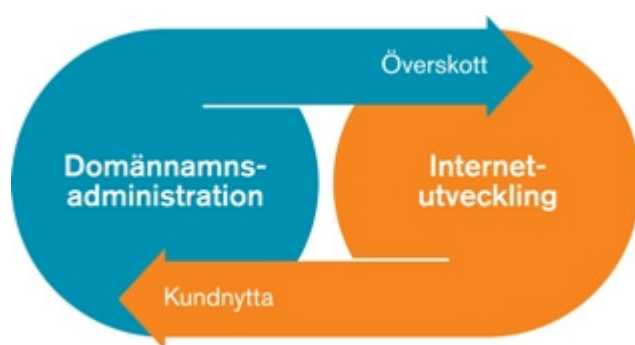 Överskott
Domännamns-
administration
Internet-
utveckling
Kundnytta